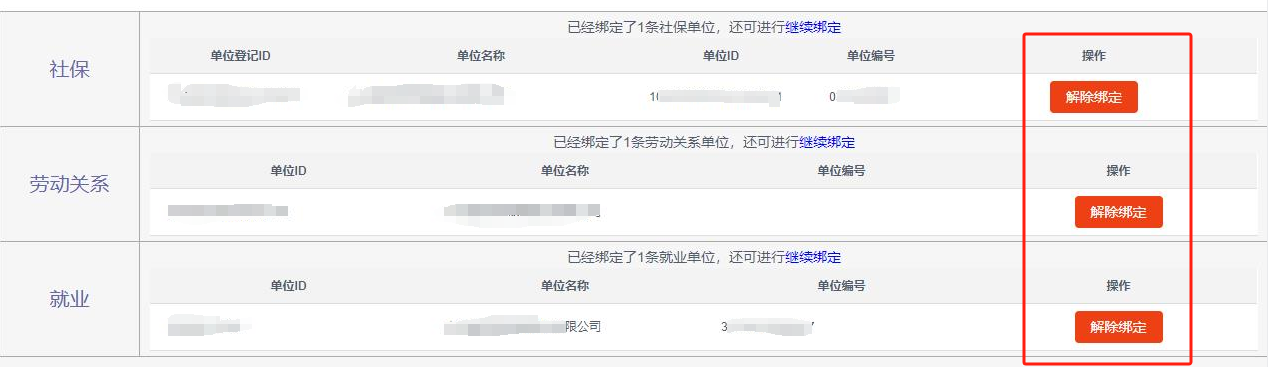 已经绑定了1条社保单位，还可进行继续绑定
社保
单位登记ID 单位名称 单位ID 单位编号 操作
解除绑定
已经绑定了1条劳动关系单位，还可进行继续绑定
劳动关系
单位ID 单位名称 单位编号 操作
解除绑定
已经绑定了1条就业单位，还可进行继续绑定
就业
单位ID 单位名称 单位编号 操作
限公司 解除绑定